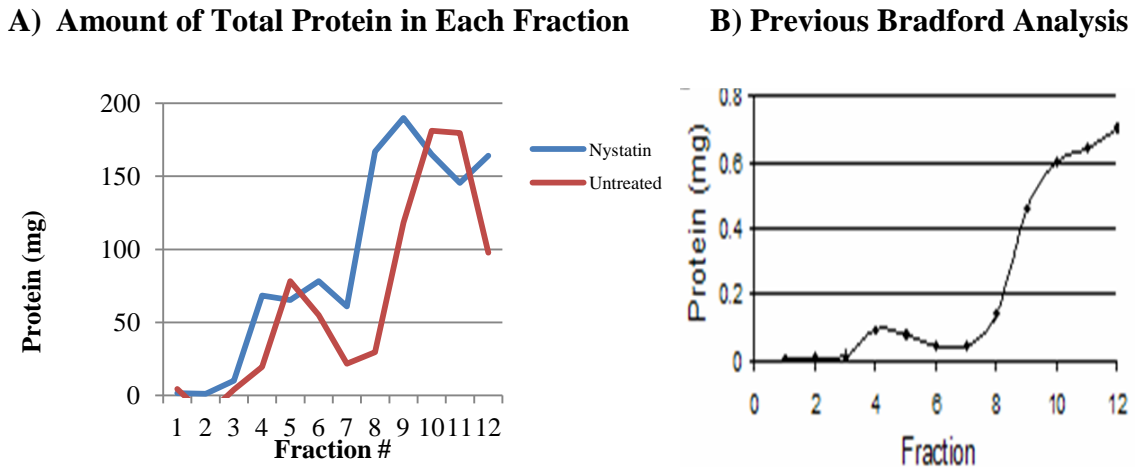 A) Amount of Total Protein in Each Fraction
B) Previous Bradford Analysis
Protein (mg)
200
150
100
50
0
1 2 3 4 5 6 7 8 9 10 11 12
Fraction #
Nystatin
Untreated
Protein (mg)
0.8
0.6
0.4
0.2
0
0 2 4 6 8 10 12
Fraction